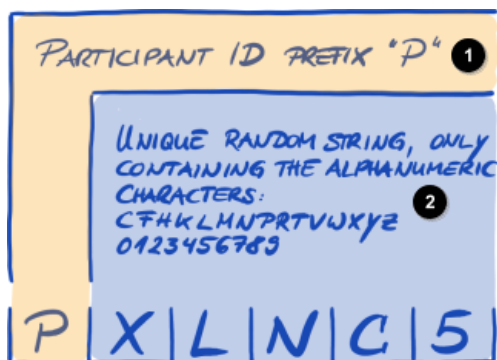 PARTICIPANT ID PREFIX "P" 1
UNIQUE RANDOM STRING, ONLY
CONTAINING THE ALPHANUMERIC
CHARACTERS: 2
CFHKLMNPRTVWXYZ
0123456789
P X L N C 5